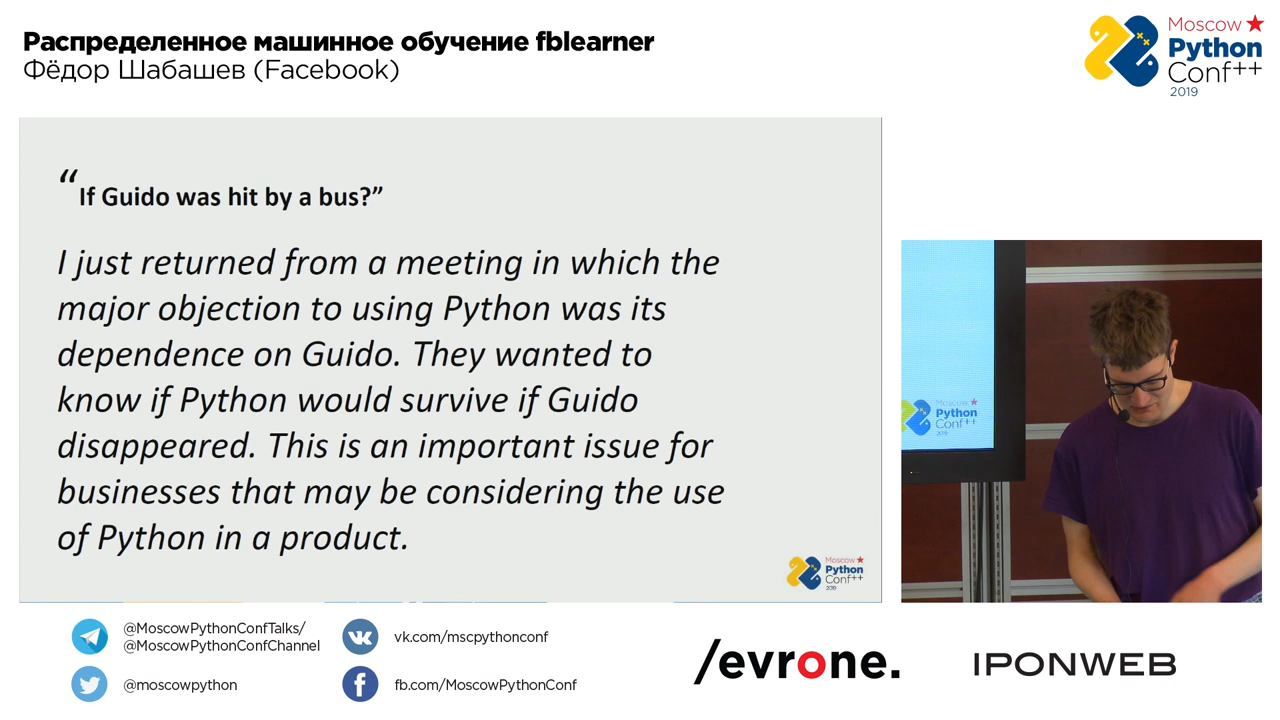 Распределенное машинное обучение fblearner
Фёдор Шабашев (Facebook)
Moscow
Python
Conf++
2019
“If Guido was hit by a bus?”
I just returned from a meeting in which the
major objection to using Python was its
dependence on Guido. They wanted to
know if Python would survive if Guido
disappeared. This is an important issue for
businesses that may be considering the use
of Python in a product.
Moscow
Python
Conf++
2019
Moscow
Python
Conf++
2019
@MoscowPythonConfTalks/
@MoscowPythonConfChannel
vk.com/mscpythonconf
@moscowpython
fb.com/MoscowPythonConf
/evrone.
IPONWEB